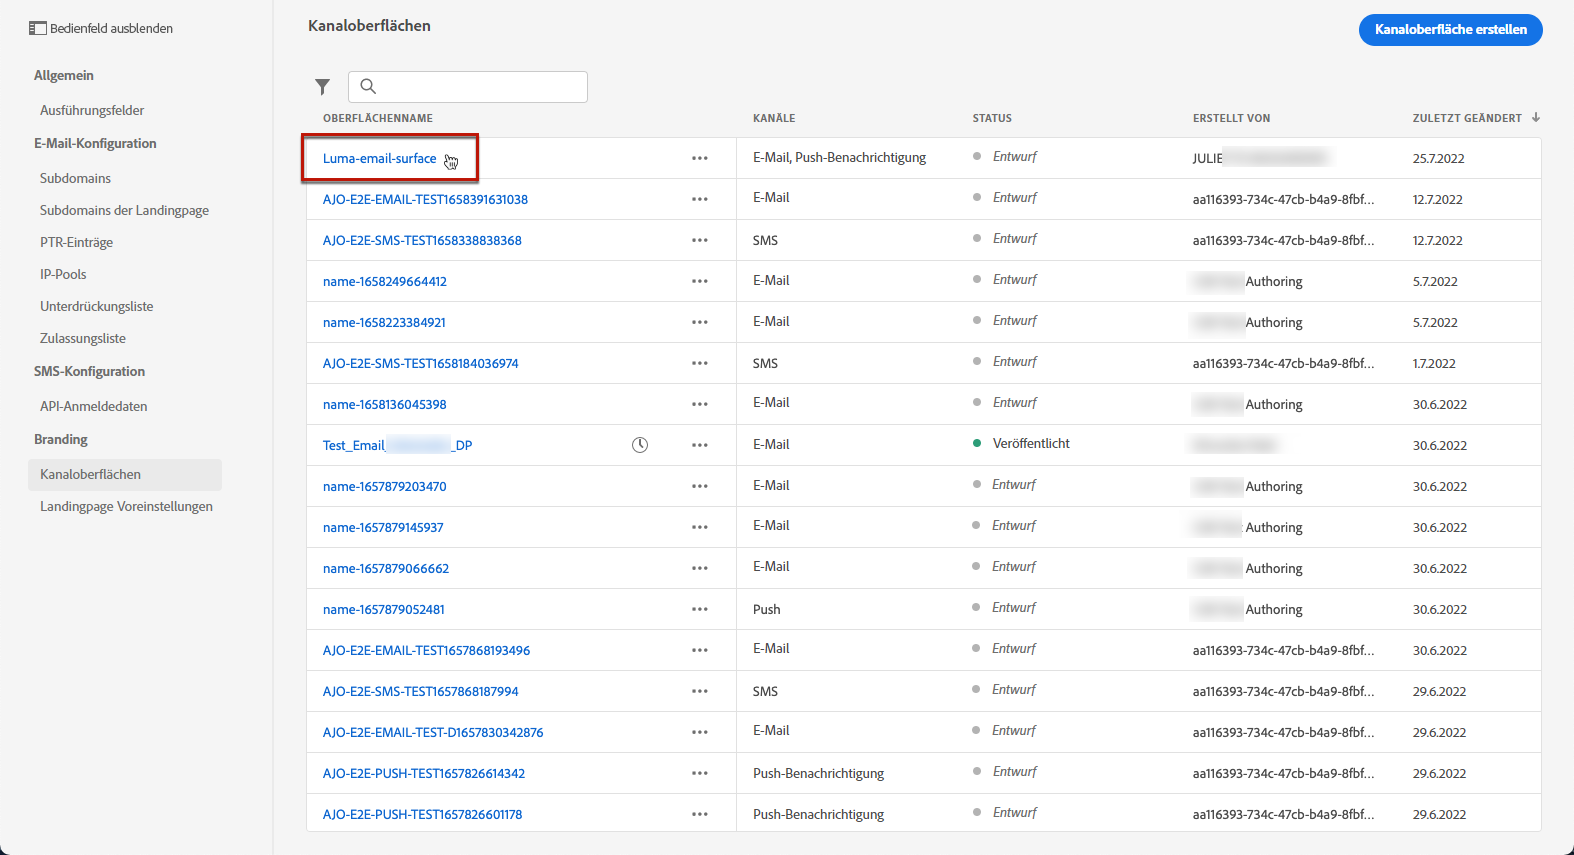 Bedienfeld ausblenden
Allgemein
Ausführungsfelder
E-Mail-Konfiguration
Subdomains
Subdomains der Landingpage
PTR-Einträge
IP-Pools
Unterdrückungsliste
Zulassungsliste
SMS-Konfiguration
API-Anmeldedaten
Branding
Kanaloberflächen
Landingpage Voreinstellungen
Kanaloberflächen
Kanaloberfläche erstellen
OBERFLÄCHENNAME KANÄLE STATUS ERSTELLT VON ZULETZT GEÄNDERT
Luma-email-surface E-Mail, Push-Benachrichtigung Entwurf JULIE 25.7.2022
AJO-E2E-EMAIL-TEST1658391631038 E-Mail Entwurf aa116393-734c-47cb-b4a9-8fbf... 12.7.2022
AJO-E2E-SMS-TEST1658338838368 SMS Entwurf aa116393-734c-47cb-b4a9-8fbf... 12.7.2022
name-1658249664412 E-Mail Entwurf Authoring 5.7.2022
name-1658223384921 E-Mail Entwurf Authoring 5.7.2022
AJO-E2E-SMS-TEST1658184036974 SMS Entwurf aa116393-734c-47cb-b4a9-8fbf... 1.7.2022
name-1658136045398 E-Mail Entwurf Authoring 30.6.2022
Test_Email_ _DP E-Mail Veröffentlicht 30.6.2022
name-1657879203470 E-Mail Entwurf Authoring 30.6.2022
name-1657879145937 E-Mail Entwurf Authoring 30.6.2022
name-1657879066662 E-Mail Entwurf Authoring 30.6.2022
name-1657879052481 Push Entwurf Authoring 30.6.2022
AJO-E2E-EMAIL-TEST1657868193496 E-Mail Entwurf aa116393-734c-47cb-b4a9-8fbf... 30.6.2022
AJO-E2E-SMS-TEST1657868187994 SMS Entwurf aa116393-734c-47cb-b4a9-8fbf... 29.6.2022
AJO-E2E-EMAIL-TEST-D1657830342876 E-Mail Entwurf aa116393-734c-47cb-b4a9-8fbf... 29.6.2022
AJO-E2E-PUSH-TEST1657826614342 Push-Benachrichtigung Entwurf aa116393-734c-47cb-b4a9-8fbf... 29.6.2022
AJO-E2E-PUSH-TEST1657826601178 Push-Benachrichtigung Entwurf aa116393-734c-47cb-b4a9-8fbf... 29.6.2022